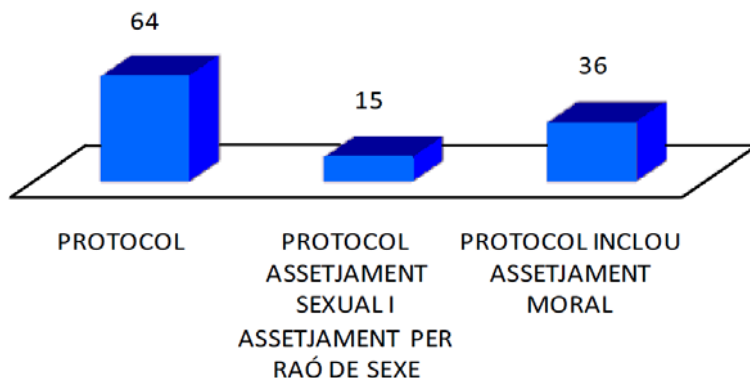 64
15
36
PROTOCOL
PROTOCOL
ASSETJAMENT
SEXUAL I
ASSETJAMENT PER
RAÓ DE SEXE
PROTOCOL INCLOU
ASSETJAMENT
MORAL